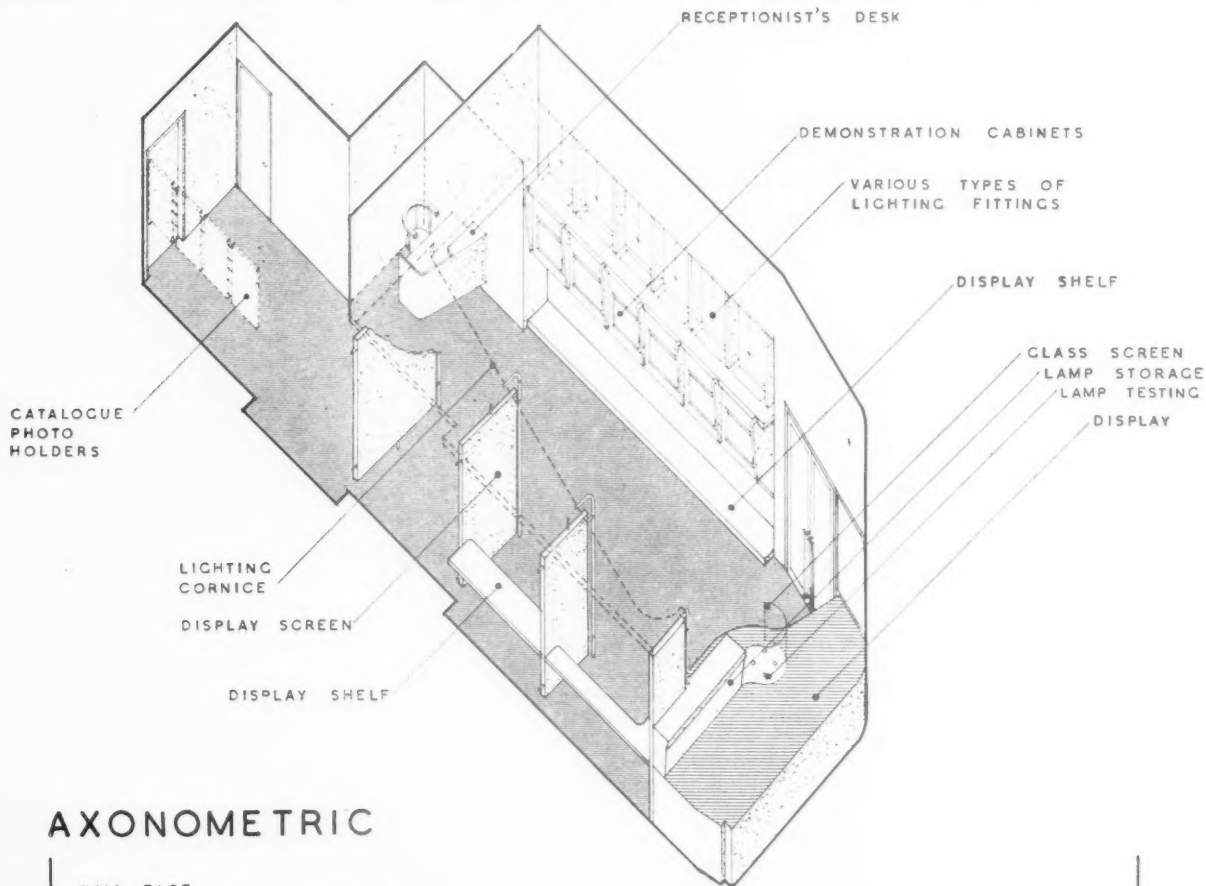 RECEPTIONIST'S DESK
DEMONSTRATION CABINETS
VARIOUS TYPES OF
LIGHTING FITTINGS
DISPLAY SHELF
GLASS SCREEN
LAMP STORAGE
LAMP TESTING
DISPLAY
CATALOGUE
PHOTO
HOLDERS
LIGHTING
CORNICE
DISPLAY SCREEN
DISPLAY SHELF
AXONOMETRIC